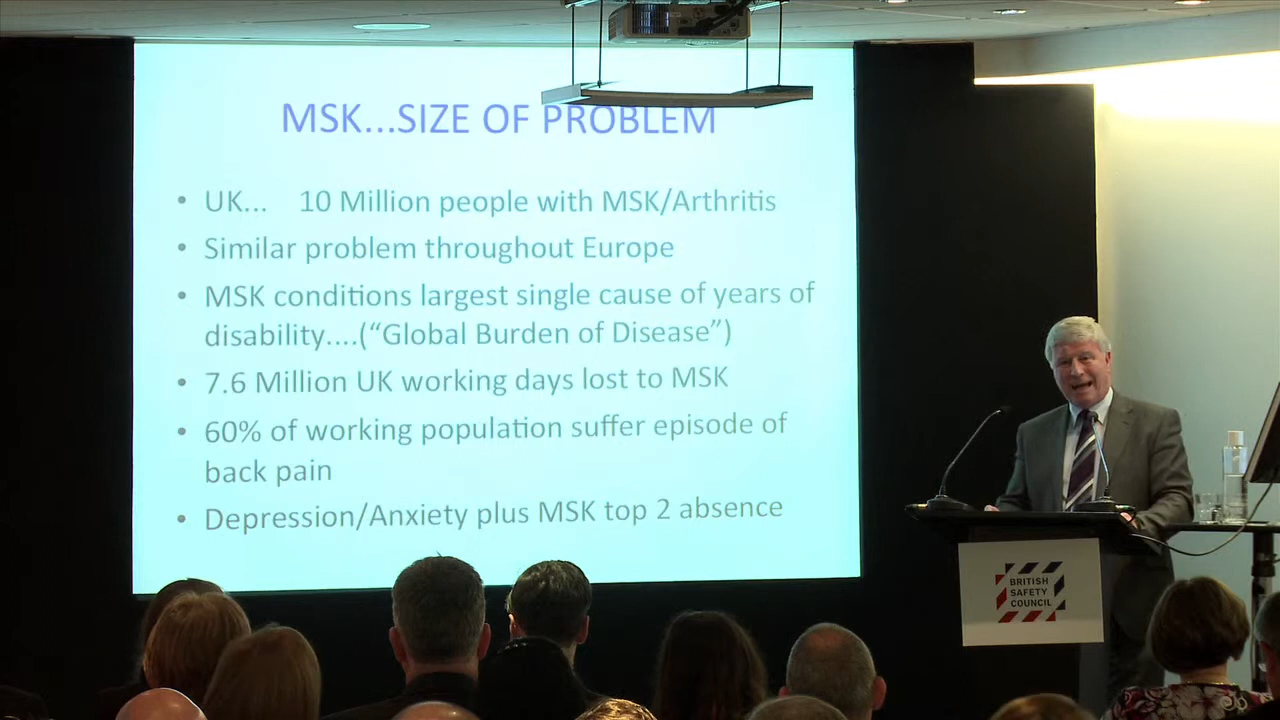 MSK...SIZE OF PROBLEM
• UK... 10 Million people with MSK/Arthritis
• Similar problem throughout Europe
• MSK conditions largest single cause of years of
disability....(“Global Burden of Disease”)
• 7.6 Million UK working days lost to MSK
• 60% of working population suffer episode of
back pain
• Depression/Anxiety plus MSK top 2 absence
BRITISH
SAFETY
COUNCIL